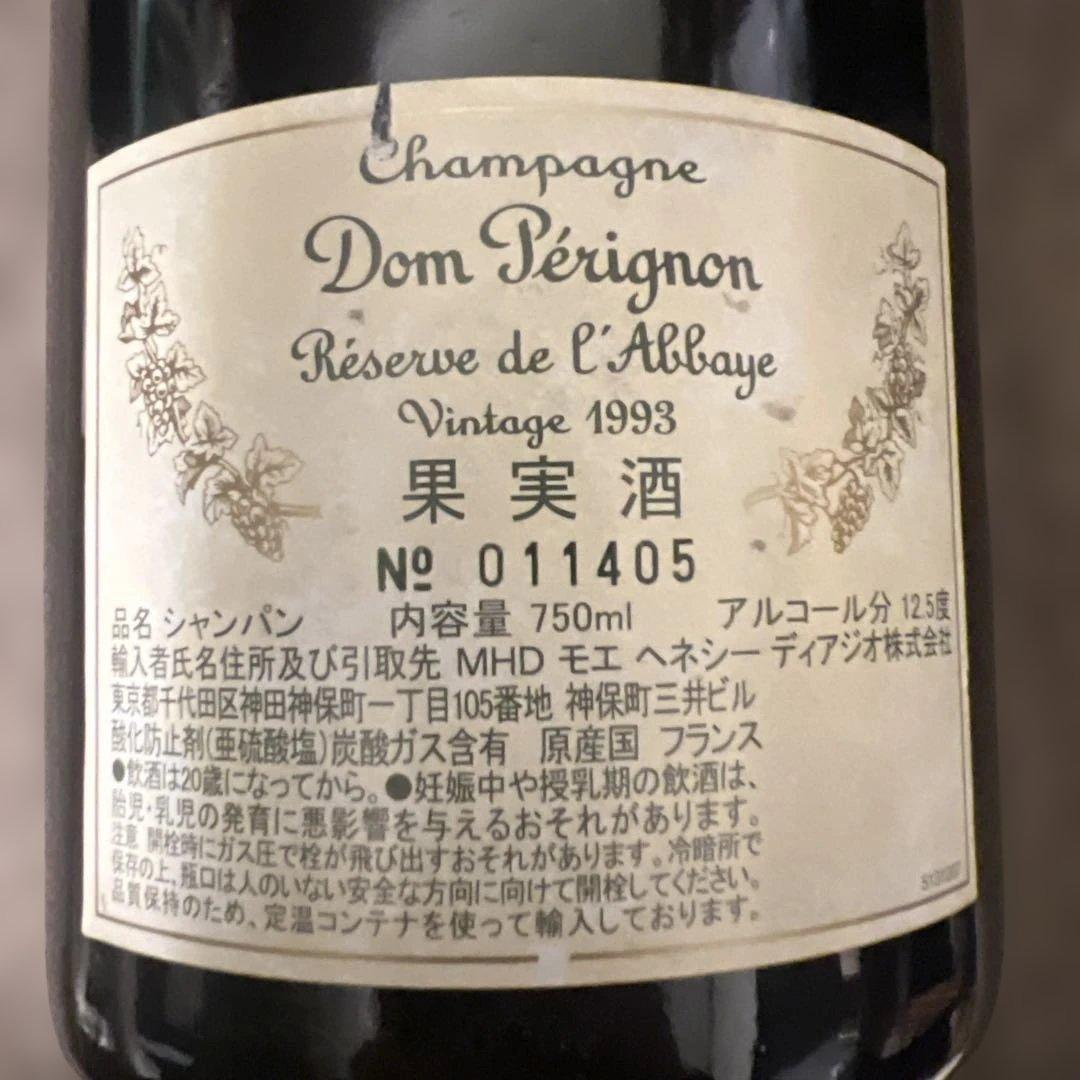 Champagne
Dom Pérignon
Réserve de l'Abbaye
Vintage 1993
果実酒
Nº 011405
品名 シャンパン 内容量 750ml アルコール分 12.5度
輸入者氏名住所及び引取先 MHD モエ ヘネシー ディアジオ株式会社
東京都千代田区神田神保町一丁目105番地 神保町三井ビル
酸化防止剤(亜硫酸塩)炭酸ガス含有 原産国 フランス
●飲酒は20歳になってから。●妊娠中や授乳期の飲酒は、
胎児・乳児の発育に悪影響を与えるおそれがあります。
注意 開栓時にガス圧で栓が飛び出すおそれがあります。冷暗所で
保存の上、瓶口は人のいない安全な方向に向けて開栓してください。
品質保持のため、定温コンテナを使って輸入しております。